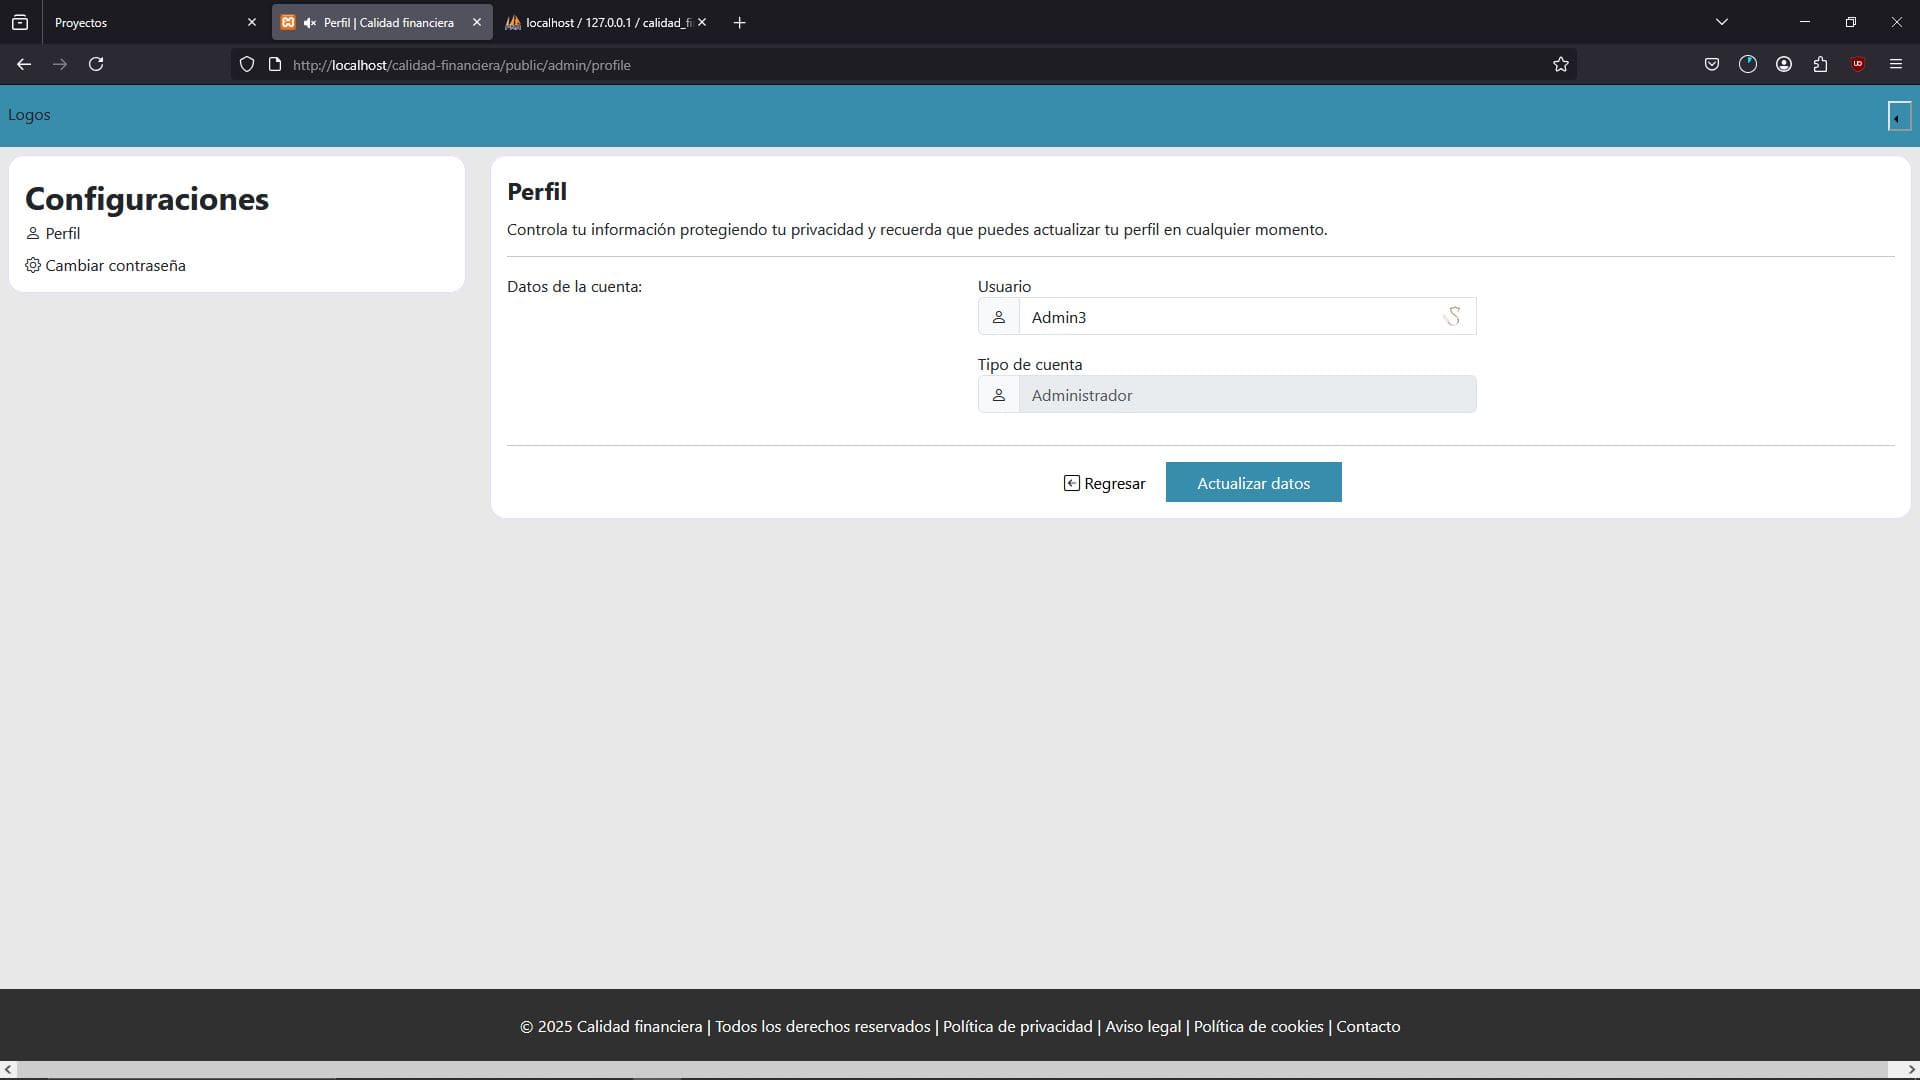 Proyectos
Perfil | Calidad financiera
localhost / 127.0.0.1 / calidad_fi
http://localhost/calidad-financiera/public/admin/profile
Logos
Configuraciones
Perfil
Cambiar contraseña
Perfil
Controla tu información protegiendo tu privacidad y recuerda que puedes actualizar tu perfil en cualquier momento.
Datos de la cuenta:
Usuario
Admin3
Tipo de cuenta
Administrador
Regresar
Actualizar datos
© 2025 Calidad financiera | Todos los derechos reservados | Política de privacidad | Aviso legal | Política de cookies | Contacto